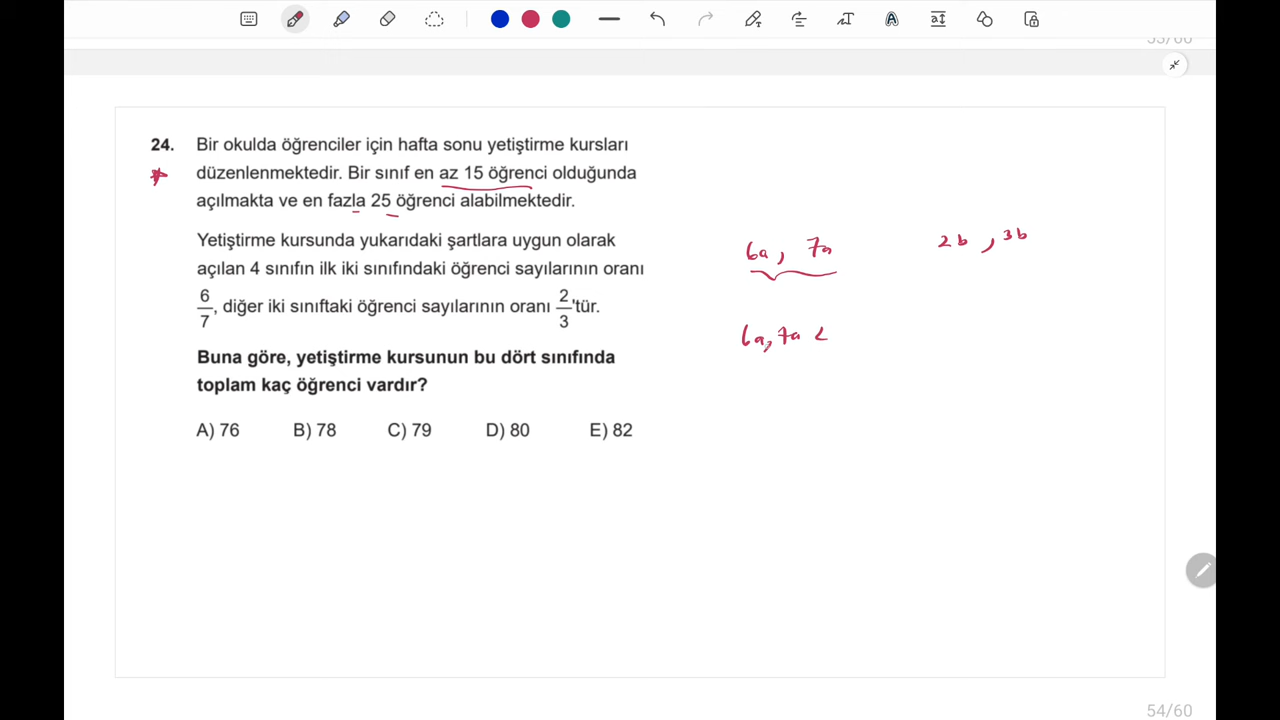 53/60
24. Bir okulda öğrenciler için hafta sonu yetiştirme kursları
düzenlenmektedir. Bir sınıf en az 15 öğrenci olduğunda
açılmakta ve en fazla 25 öğrenci alabilmektedir.
Yetiştirme kursunda yukarıdaki şartlara uygun olarak
açılan 4 sınıfın ilk iki sınıfındaki öğrenci sayılarının oranı
6/7, diğer iki sınıftaki öğrenci sayılarının oranı 2/3'tür.
Buna göre, yetiştirme kursunun bu dört sınıfında
toplam kaç öğrenci vardır?
A) 76 B) 78 C) 79 D) 80 E) 82
6a, 7a 2b, 3b
6a, 7a <
54/60